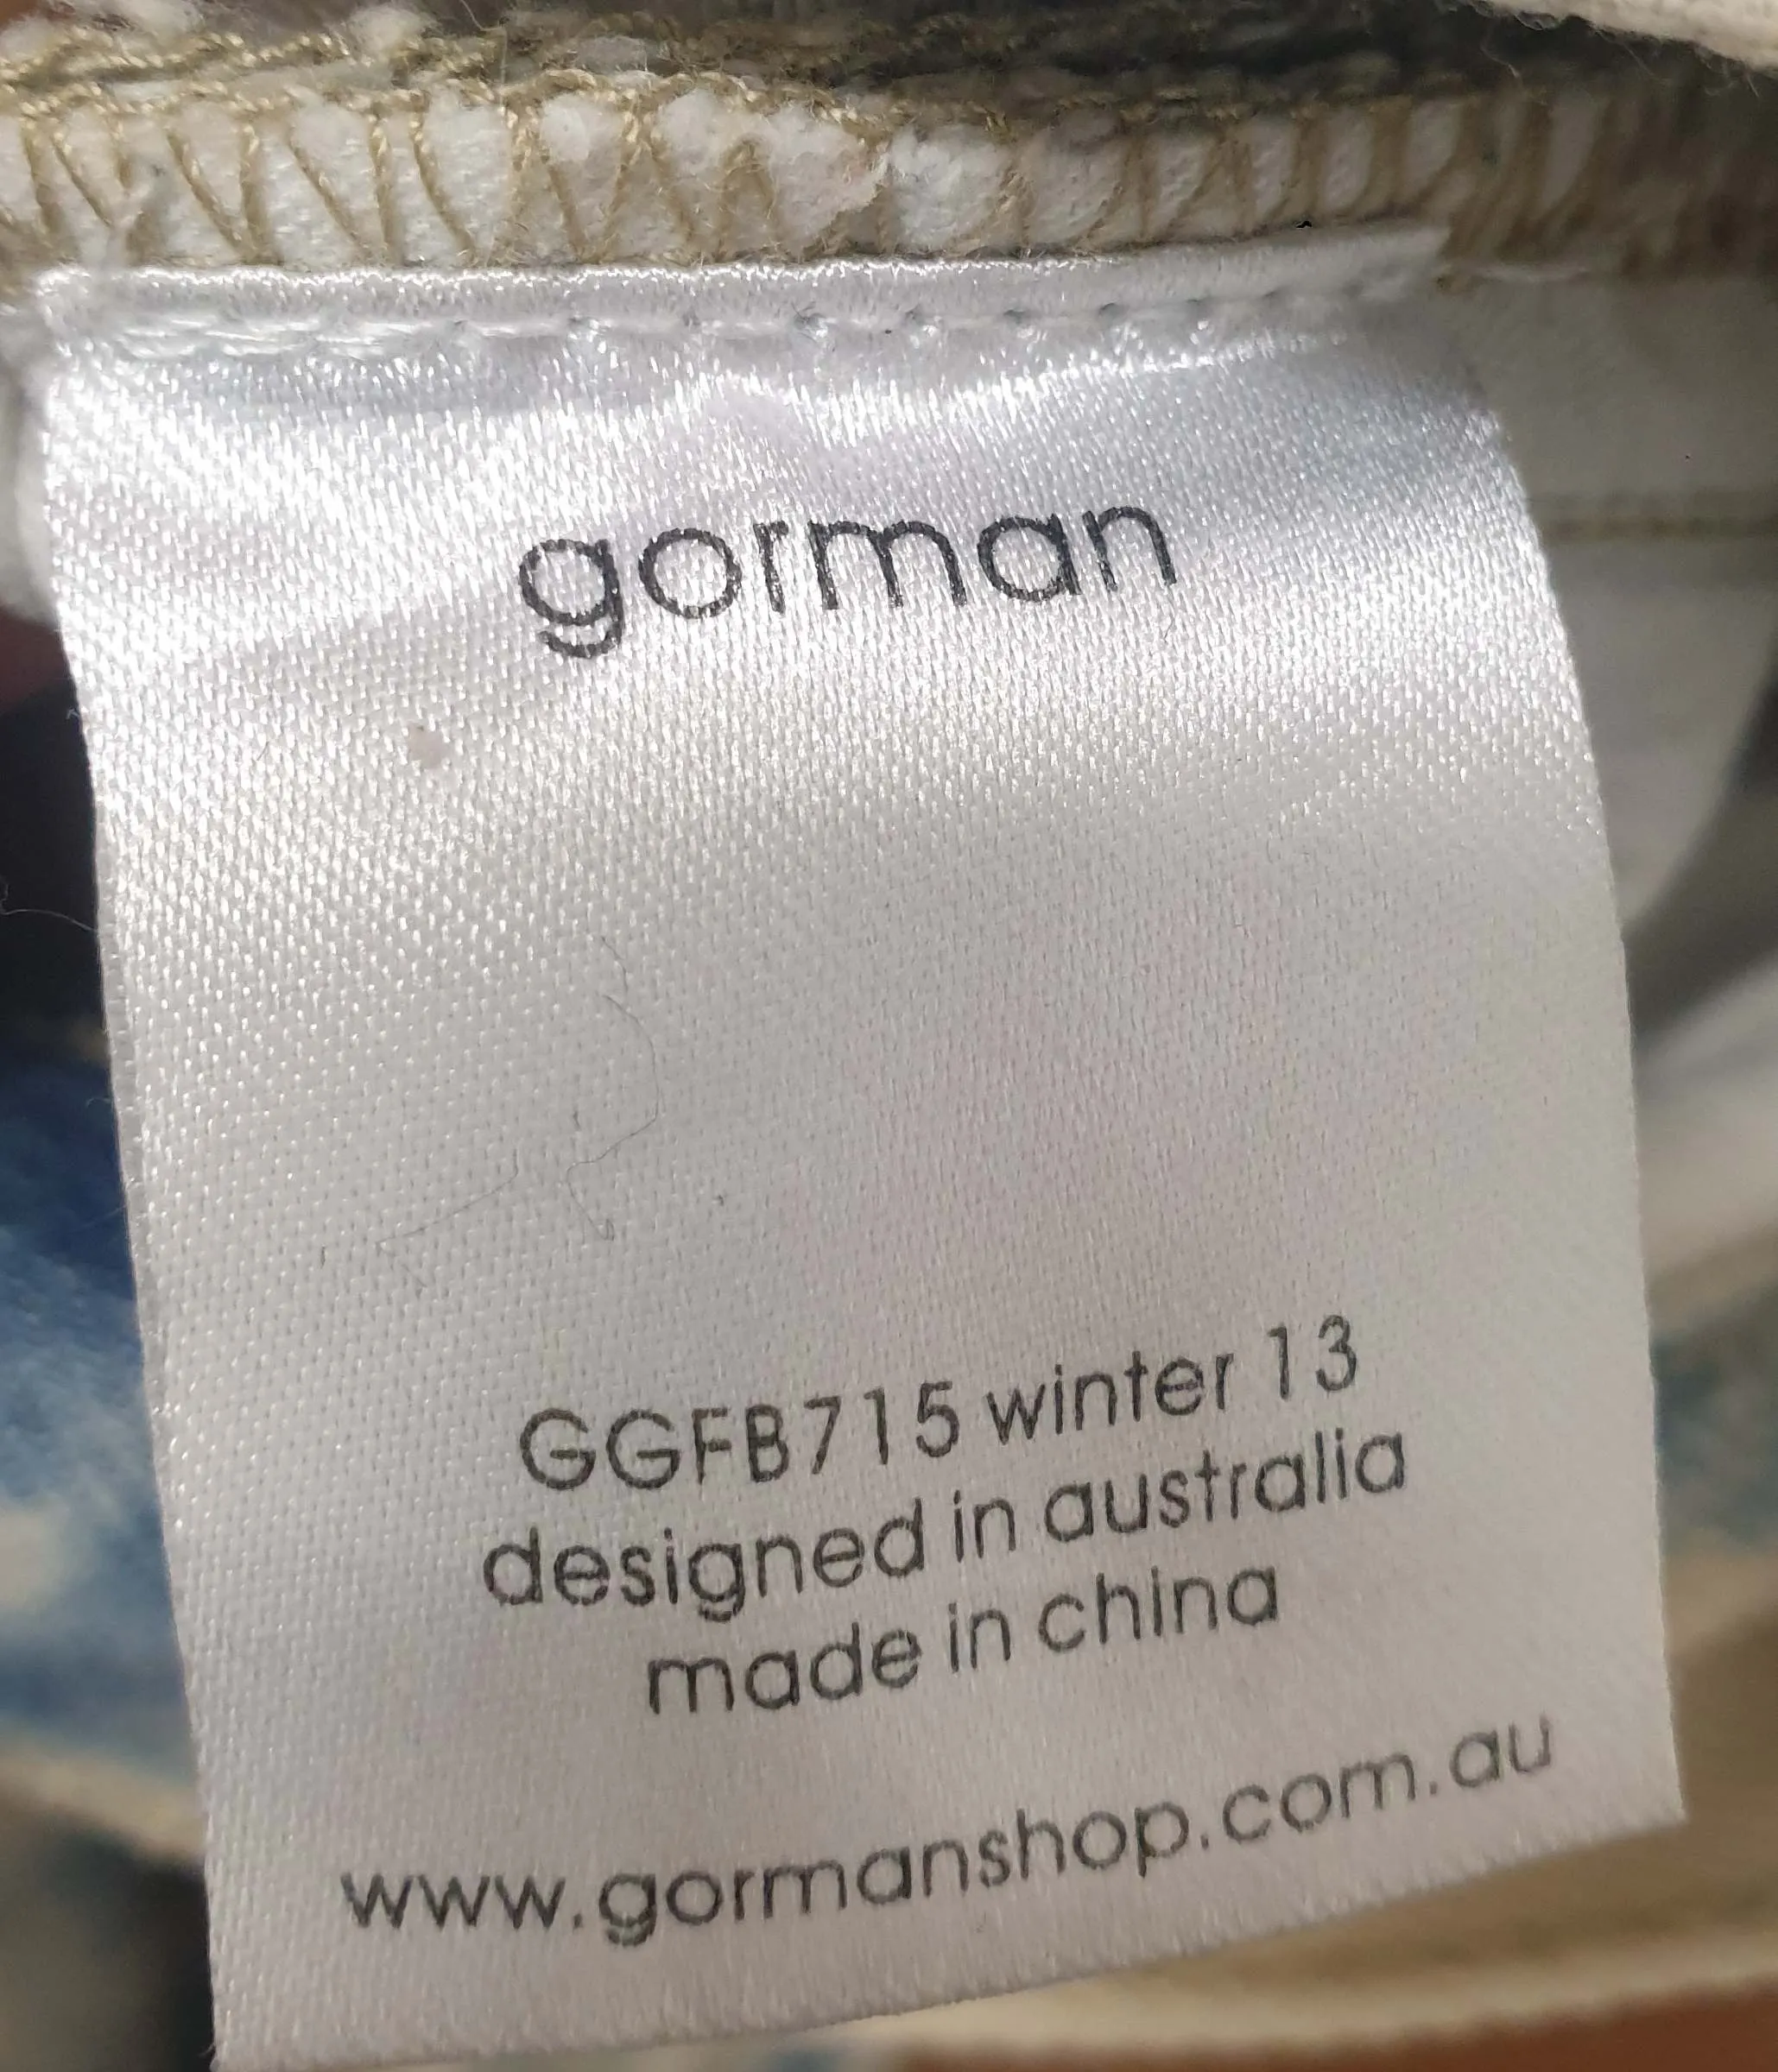 gorman
GGFB715 winter 13
designed in australia
made in china
www.gormanshop.com.au